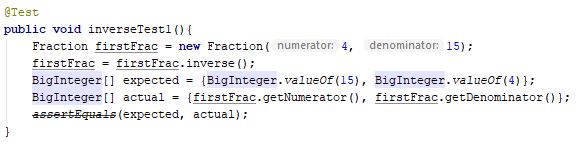 @Test
public void inverseTest1(){
    Fraction firstFrac = new Fraction( numerator: 4, denominator: 15);
    firstFrac = firstFrac.inverse();
    BigInteger[] expected = {BigInteger.valueOf(15), BigInteger.valueOf(4)};
    BigInteger[] actual = {firstFrac.getNumerator(), firstFrac.getDenominator()};
    assertEquals(expected, actual);
}